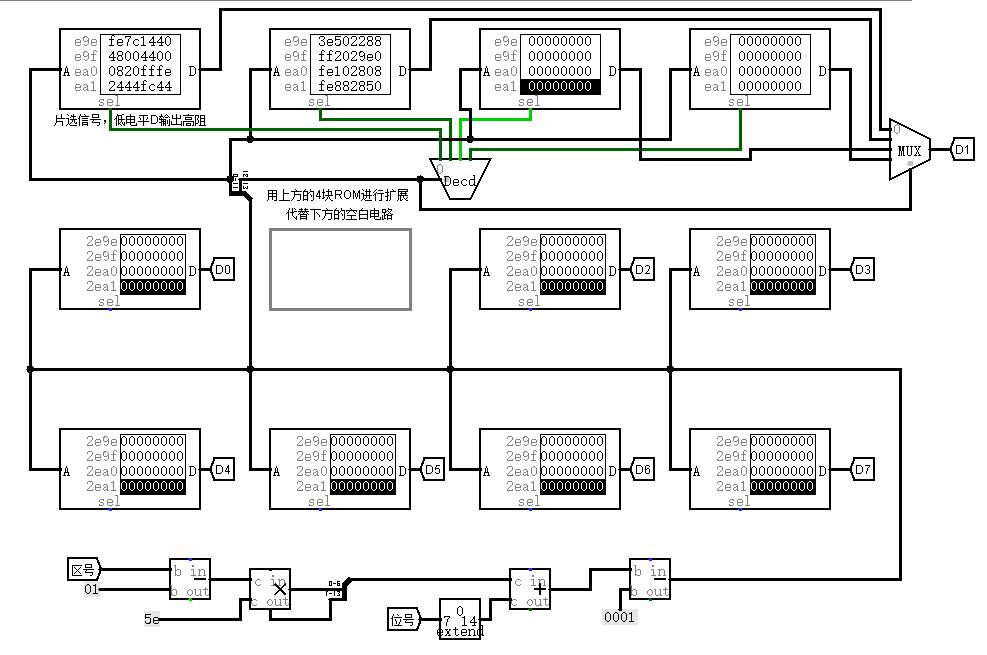 e9e fe7c1440
e9f 48004400
A ea0 0820fffe D
ea1 2444fc44
sel
e9e 3e502288
e9f ff2029e0
A ea0 fe102808 D
ea1 fe882850
sel
e9e 00000000
e9f 00000000
A ea0 00000000 D
ea1 00000000
sel
e9e 00000000
e9f 00000000
A ea0 00000000 D
ea1 00000000
sel
片选信号，低电平D输出高阻
0
MUX
D1
0
Decd
用上方的4块ROM进行扩展
代替下方的空白电路
2e9e 00000000
2e9f 00000000
A 2ea0 00000000 D
2ea1 00000000
sel
D0
2e9e 00000000
2e9f 00000000
A 2ea0 00000000 D
2ea1 00000000
sel
D2
2e9e 00000000
2e9f 00000000
A 2ea0 00000000 D
2ea1 00000000
sel
D3
2e9e 00000000
2e9f 00000000
A 2ea0 00000000 D
2ea1 00000000
sel
D4
2e9e 00000000
2e9f 00000000
A 2ea0 00000000 D
2ea1 00000000
sel
D5
2e9e 00000000
2e9f 00000000
A 2ea0 00000000 D
2ea1 00000000
sel
D6
2e9e 00000000
2e9f 00000000
A 2ea0 00000000 D
2ea1 00000000
sel
D7
区号
01
b in
b out
5e
c in
c out
0-6
7-13
位号
0
7 14
extend
c in
c out
b in
b out
0001